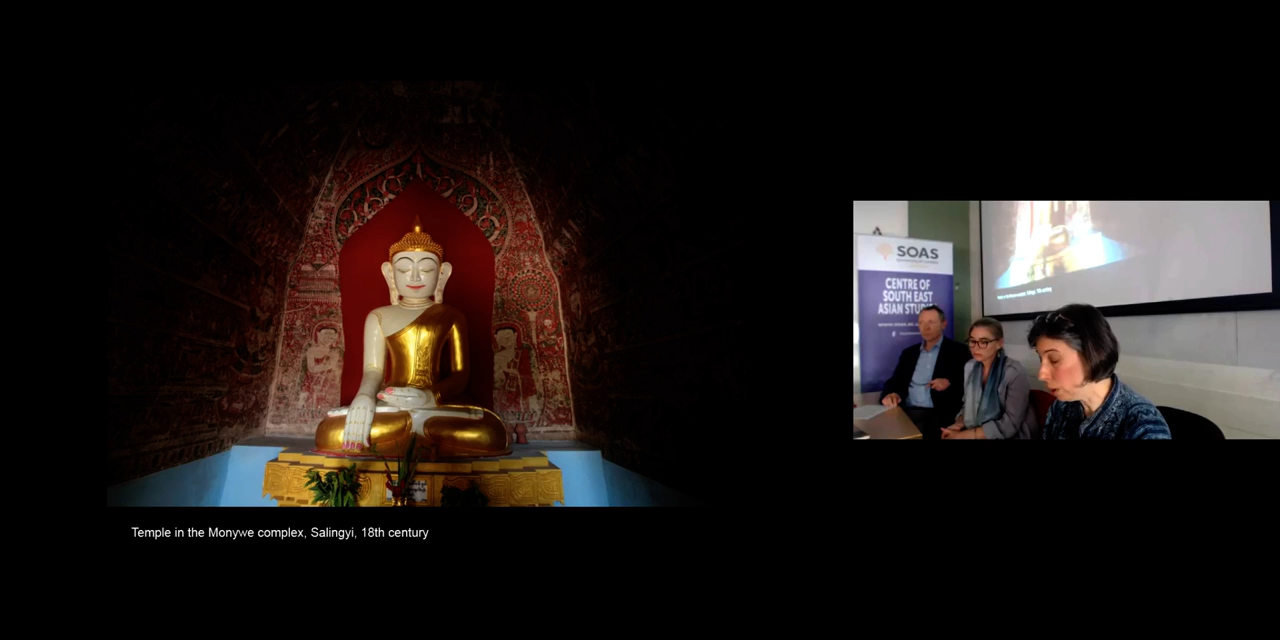 Temple in the Monywe complex, Salingyi, 18th century
SOAS
CENTRE OF
SOUTH EAST
ASIAN STUDIES